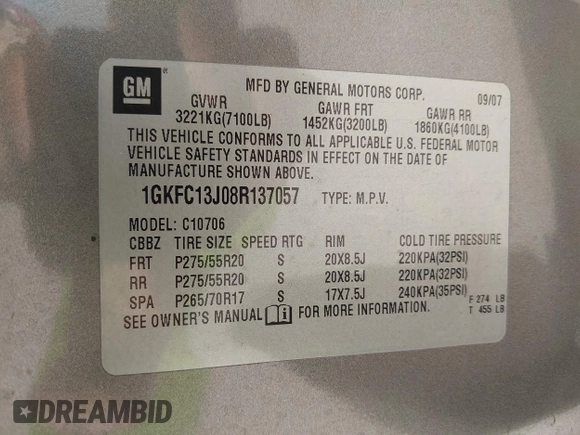 GM
MFD BY GENERAL MOTORS CORP. 09/07
GVWR GAWR FRT GAWR RR
3221KG(7100LB) 1452KG(3200LB) 1860KG(4100LB)
THIS VEHICLE CONFORMS TO ALL APPLICABLE U.S. FEDERAL MOTOR
VEHICLE SAFETY STANDARDS IN EFFECT ON THE DATE OF
MANUFACTURE SHOWN ABOVE.
1GKFC13J08R137057 TYPE: M.P.V.
MODEL: C10706
CBBZ TIRE SIZE SPEED RTG RIM COLD TIRE PRESSURE
FRT P275/55R20 S 20X8.5J 220KPA(32PSI)
RR P275/55R20 S 20X8.5J 220KPA(32PSI)
SPA P265/70R17 S 17X7.5J 240KPA(35PSI) F 274 LB
SEE OWNER'S MANUAL FOR MORE INFORMATION. T 455 LB
DREAMBID